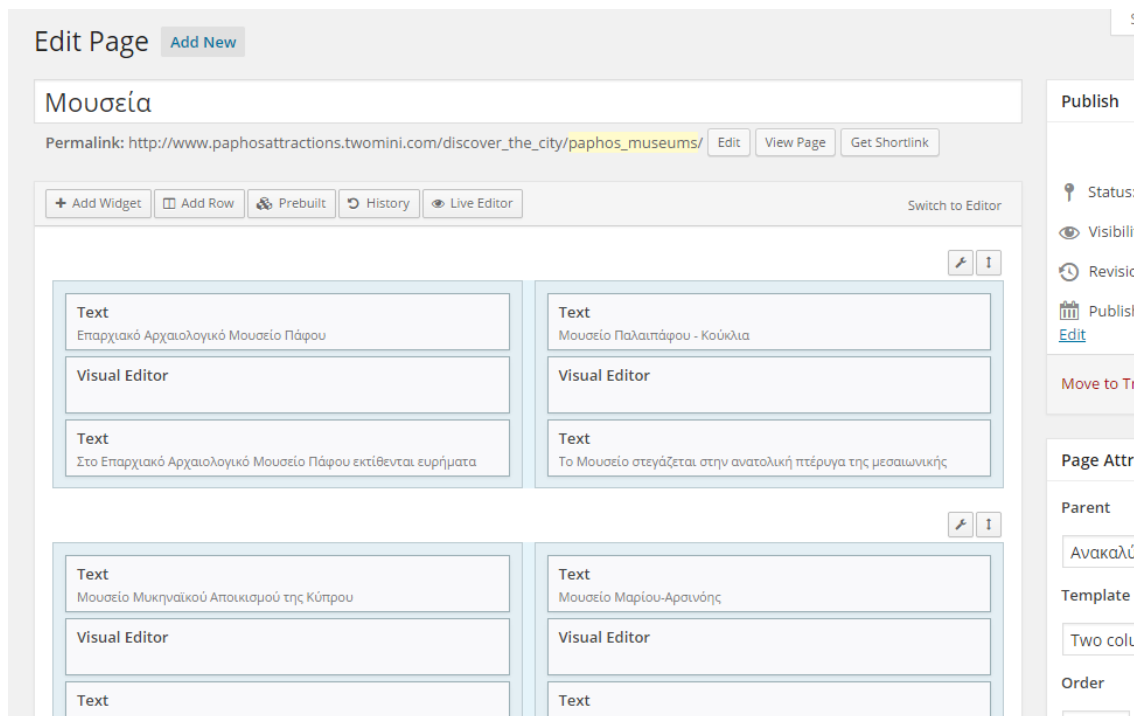 Edit Page Add New
Μουσεία
Permalink: http://www.paphosattractions.twomini.com/discover_the_city/paphos_museums/ Edit View Page Get Shortlink
Add Widget Add Row Prebuilt History Live Editor Switch to Editor
Text
Επαρχιακό Αρχαιολογικό Μουσείο Πάφου
Visual Editor
Text
Στο Επαρχιακό Αρχαιολογικό Μουσείο Πάφου εκτίθενται ευρήματα
Text
Μουσείο Παλαιπάφου - Κούκλια
Visual Editor
Text
Το Μουσείο στεγάζεται στην ανατολική πτέρυγα της μεσαιωνικής
Text
Μουσείο Μυκηναϊκού Αποικισμού της Κύπρου
Visual Editor
Text
Text
Μουσείο Μαρίου-Αρσινόης
Visual Editor
Text
Publish
Status:
Visibili
Revisio
Publish
Edit
Move to Tr
Page Attr
Parent
Ανακαλύ
Template
Two colu
Order